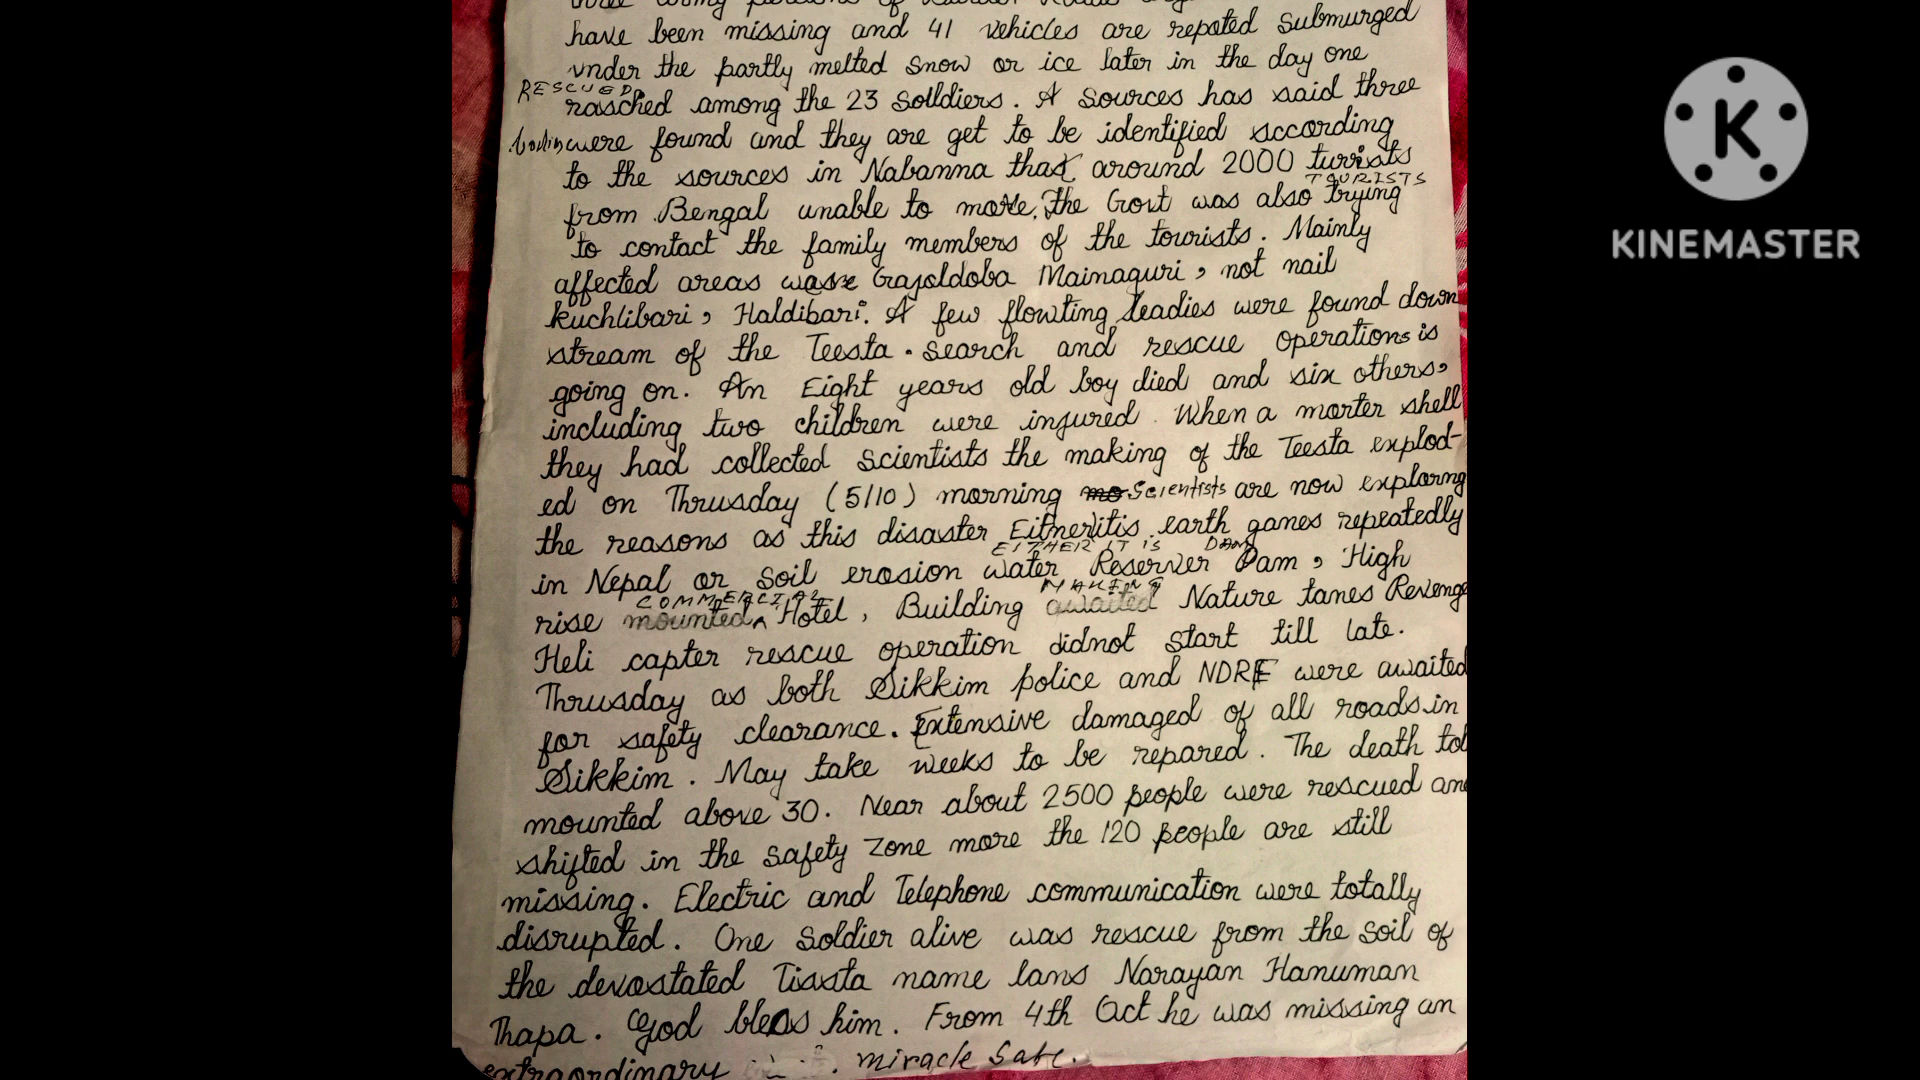 have been missing and 41 vehicles are repoted submurged
under the partly melted snow or ice later in the day one
RESCUED
rasched among the 23 solldiers. A sources has said three
were found and they are get to be identified sccording
to the sources in Nabanna that around 2000 turists
TOURISTS
from Bengal unable to move. The Govt was also trying
to contact the family members of the tourists. Mainly
affected areas was Gajoldoba Mainaguri, not nail
kuchlibari, Haldibari. A few flowting were found down
stream of the Teesta. Search and rescue operations is
going on. An Eight years old boy died and six others,
including two children were injured. When a morter shell
they had collected scientists the making of the Teesta explod-
ed on Thrusday (5/10) morning Scientists are now explorng
the reasons as this disaster Eitheritis earth ganes repeatedly
EITHER IT IS DAM
in Nepal or soil erosion water Reserver Dam, High
COMMERCIAL MAKING
rise mounted Hotel, Building awaited Nature tanes Revenge
Heli capter rescue operation didnot start till late.
Thrusday as both Sikkim police and NDRF were awaited
for safety clearance. Extensive damaged of all roads in
Sikkim. May take weeks to be repared. The death toll
mounted above 30. Near about 2500 people were rescued and
shifted in the safety zone more the 120 people are still
missing. Electric and Telephone communication were totally
disrupted. One Soldier alive was rescue from the soil of
the devastated Tissta name lans Narayan Hanuman
Thapa. God bless him. From 4th Oct he was missing an
extraordinary miracle safe.
KINEMASTER